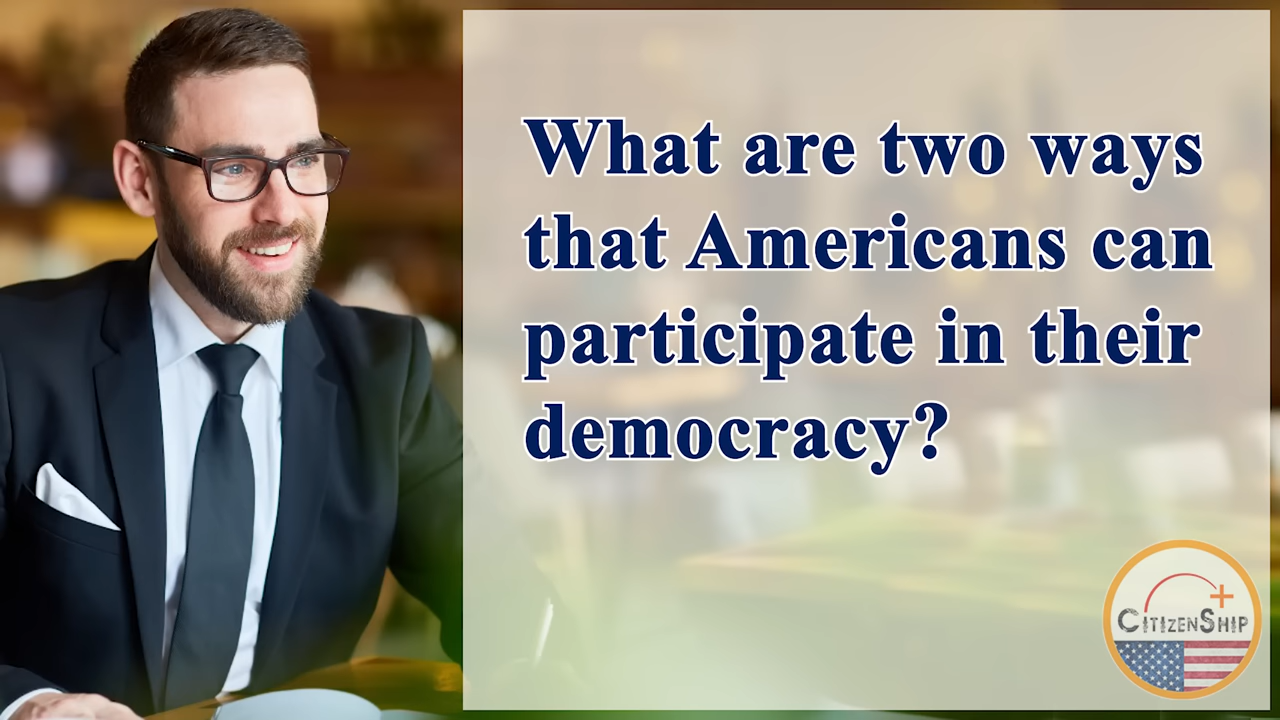 What are two ways
that Americans can
participate in their
democracy?
CITIZENSHIP